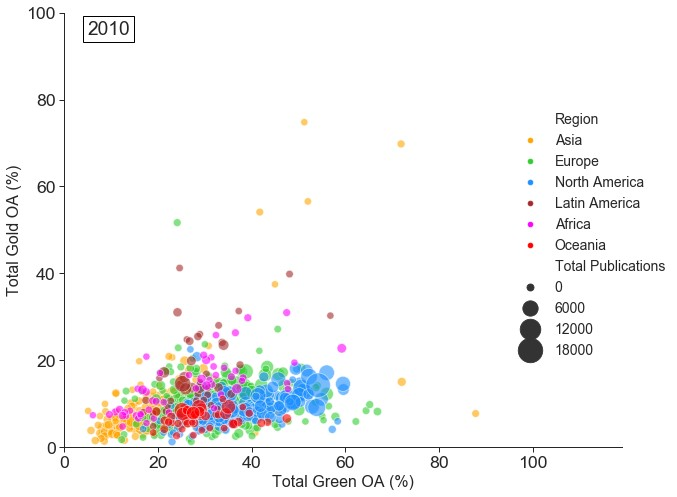 2010
100
80
60
40
20
0
Total Gold OA (%)
0 20 40 60 80 100
Total Green OA (%)
Region
Asia
Europe
North America
Latin America
Africa
Oceania
Total Publications
0
6000
12000
18000